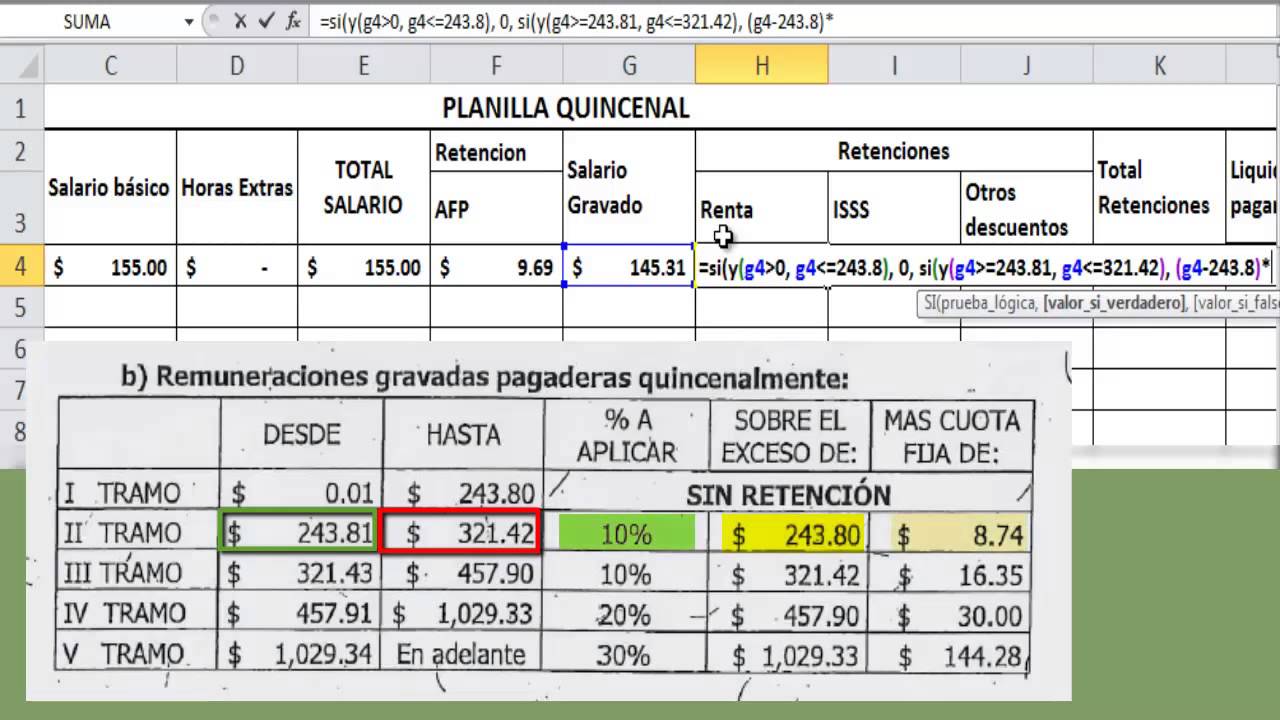 SUMA =si(y(g4>0, g4<=243.8), 0, si(y(g4>=243.81, g4<=321.42), (g4-243.8)*
C D E F G H I J K
1 PLANILLA QUINCENAL
2 Retencion Retenciones
Salario básico Horas Extras TOTAL SALARIO Salario Gravado Total Retenciones
3 AFP Renta ISSS Otros descuentos
4 $ 155.00 $ - $ 155.00 $ 9.69 $ 145.31 =si(y(g4>0, g4<=243.8), 0, si(y(g4>=243.81, g4<=321.42), (g4-243.8)*
5 SI(prueba_lógica, [valor_si_verdadero], [valor_si_fals
6
7
8
b) Remuneraciones gravadas pagaderas quincenalmente:
DESDE HASTA % A APLICAR SOBRE EL EXCESO DE: MAS CUOTA FIJA DE:
I TRAMO $ 0.01 $ 243.80 SIN RETENCIÓN
II TRAMO $ 243.81 $ 321.42 10% $ 243.80 $ 8.74
III TRAMO $ 321.43 $ 457.90 10% $ 321.42 $ 16.35
IV TRAMO $ 457.91 $ 1,029.33 20% $ 457.90 $ 30.00
V TRAMO $ 1,029.34 En adelante 30% $ 1,029.33 $ 144.28